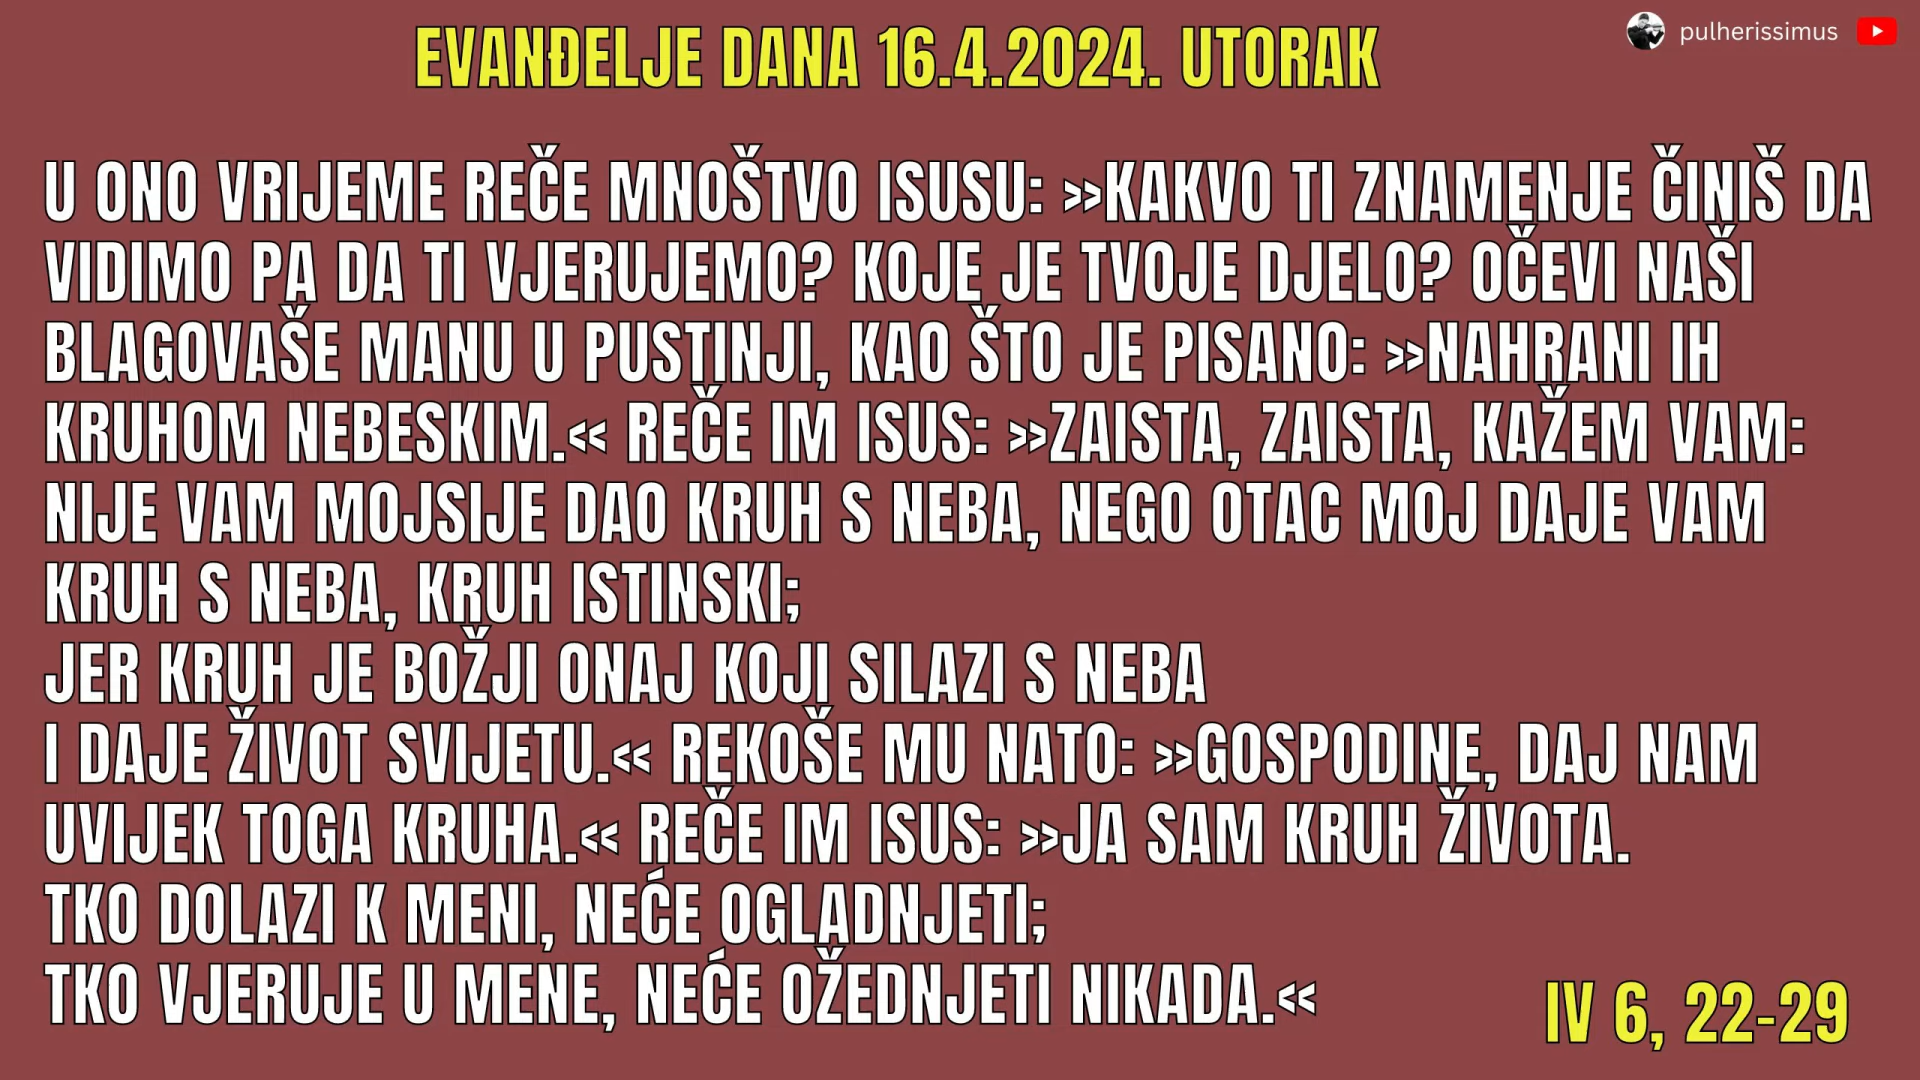 EVANĐELJE DANA 16.4.2024. UTORAK
pulherissimus
U ONO VRIJEME REČE MNOŠTVO ISUSU: >>KAKVO TI ZNAMENJE ČINIŠ DA
VIDIMO PA DA TI VJERUJEMO? KOJE JE TVOJE DJELO? OČEVI NAŠI
BLAGOVAŠE MANU U PUSTINJI, KAO ŠTO JE PISANO: >>NAHRANI IH
KRUHOM NEBESKIM.<< REČE IM ISUS: >>ZAISTA, ZAISTA, KAŽEM VAM:
NIJE VAM MOJSIJE DAO KRUH S NEBA, NEGO OTAC MOJ DAJE VAM
KRUH S NEBA, KRUH ISTINSKI;
JER KRUH JE BOŽJI ONAJ KOJI SILAZI S NEBA
I DAJE ŽIVOT SVIJETU.<< REKOŠE MU NATO: >>GOSPODINE, DAJ NAM
UVIJEK TOGA KRUHA.<< REČE IM ISUS: >>JA SAM KRUH ŽIVOTA.
TKO DOLAZI K MENI, NEĆE OGLADNJETI;
TKO VJERUJE U MENE, NEĆE OŽEDNJETI NIKADA.<<
IV 6, 22-29